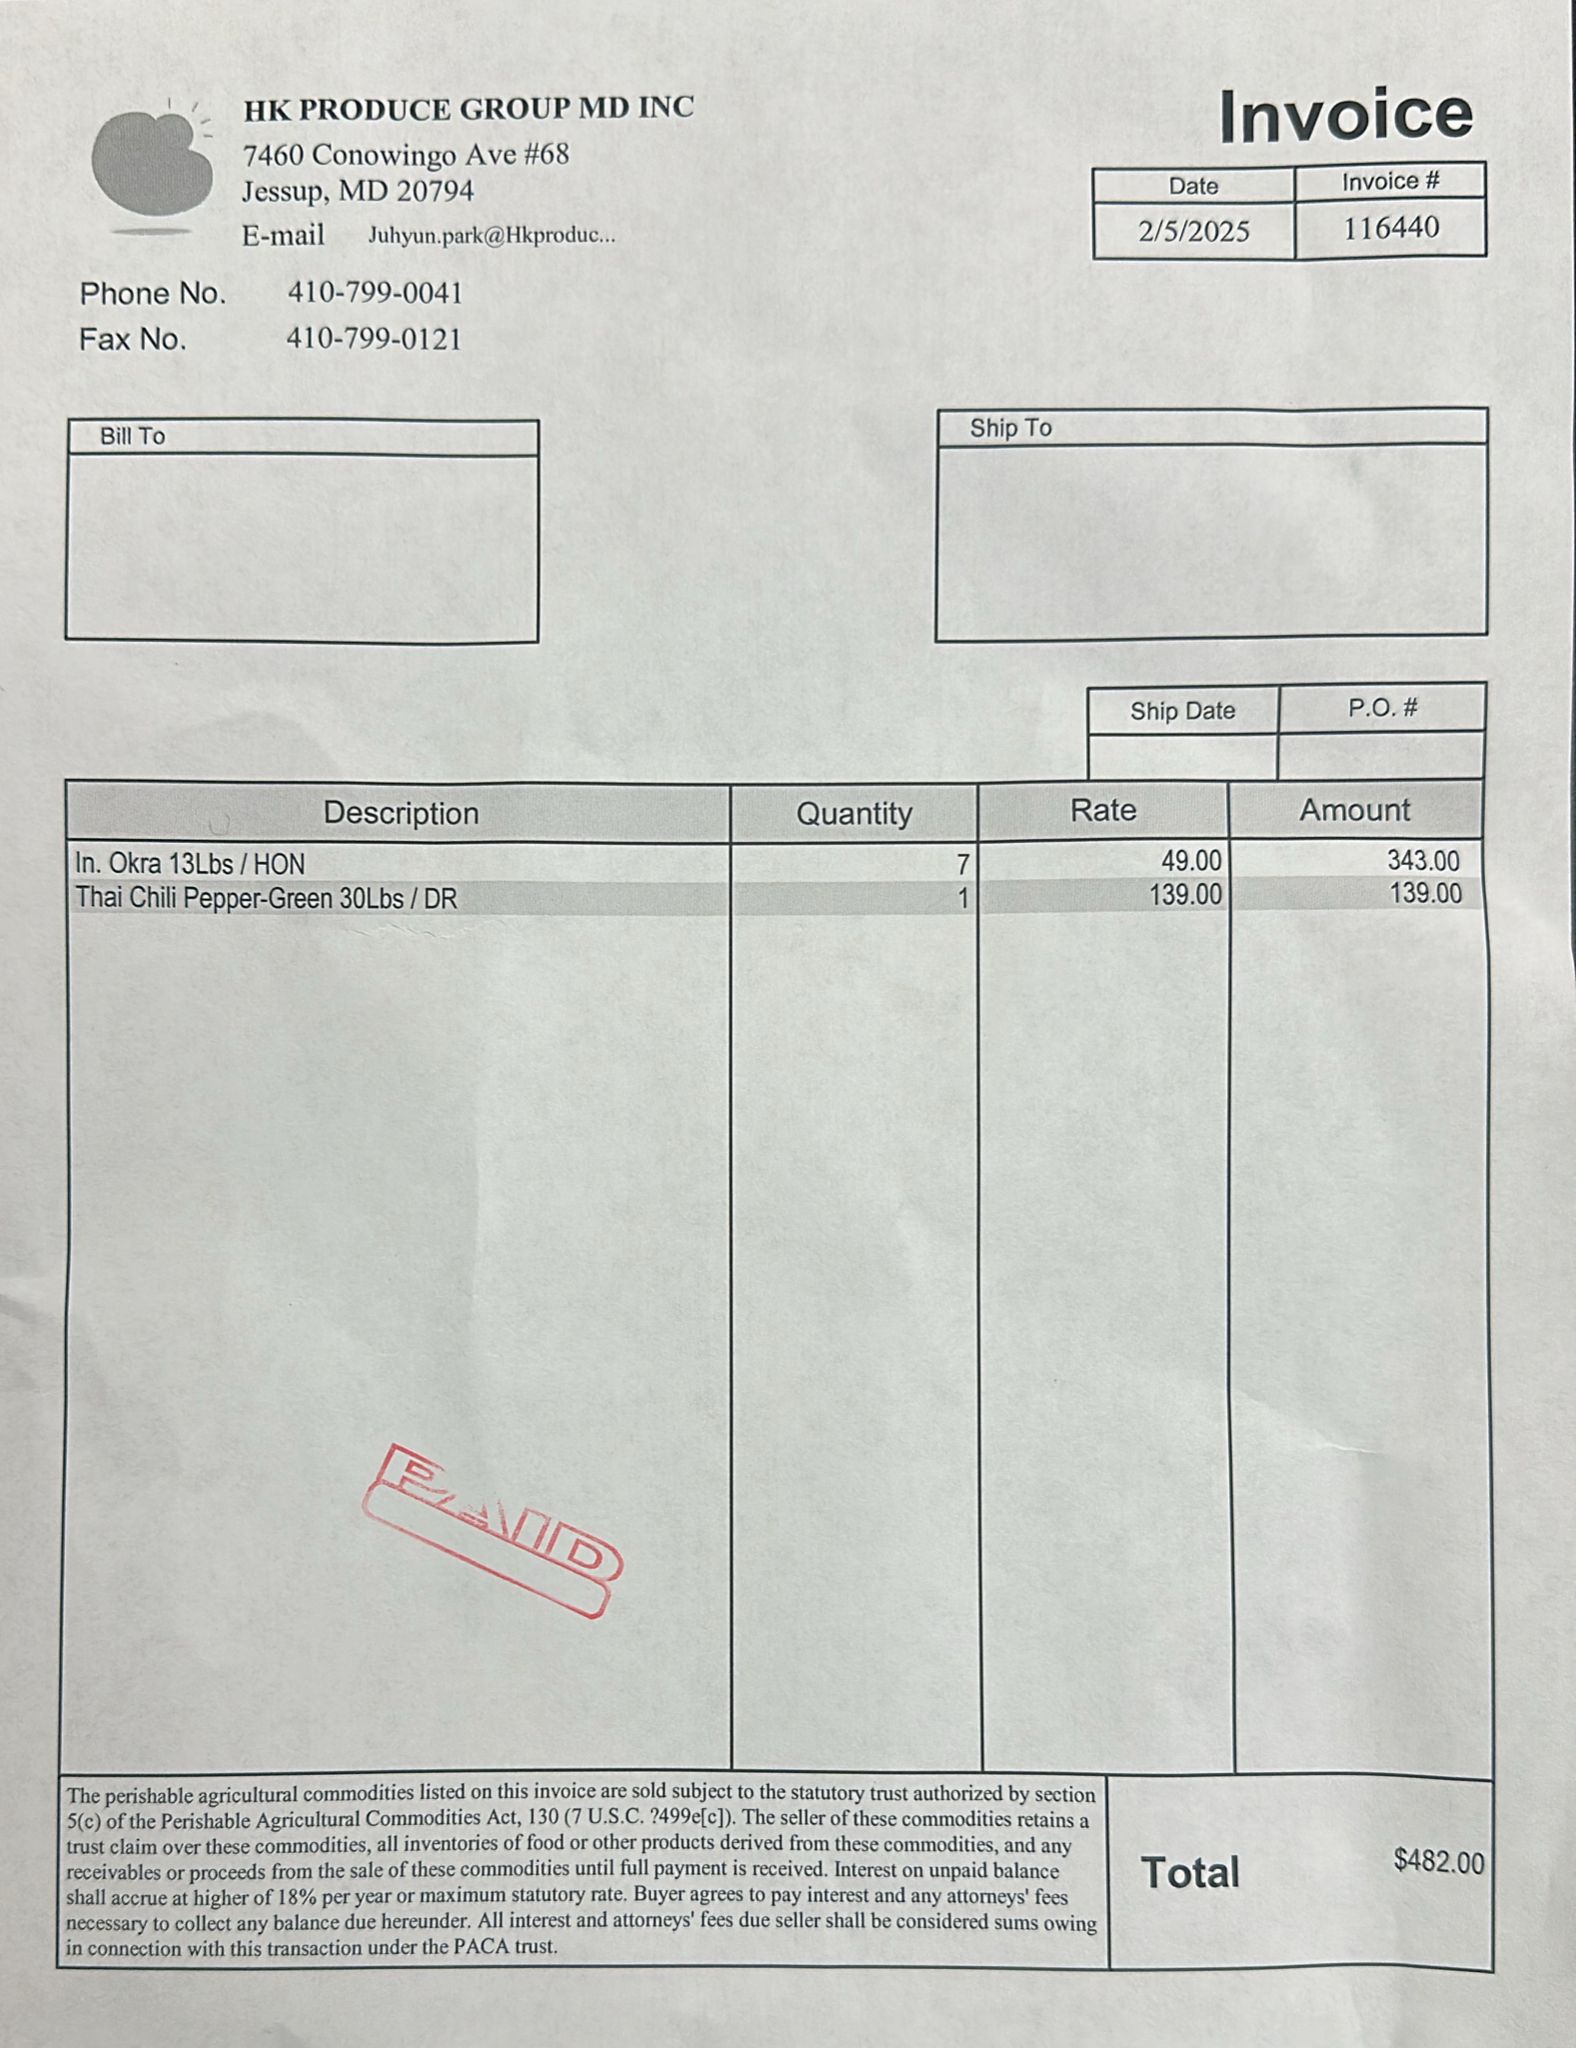 HK PRODUCE GROUP MD INC
7460 Conowingo Ave #68
Jessup, MD 20794
E-mail Juhyun.park@Hkproduc...
Phone No. 410-799-0041
Fax No. 410-799-0121
Invoice
Date Invoice #
2/5/2025 116440
Bill To
Ship To
Ship Date P.O. #
Description Quantity Rate Amount
In. Okra 13Lbs / HON 7 49.00 343.00
Thai Chili Pepper-Green 30Lbs / DR 1 139.00 139.00
PAID
The perishable agricultural commodities listed on this invoice are sold subject to the statutory trust authorized by section
5(c) of the Perishable Agricultural Commodities Act, 130 (7 U.S.C. ?499e[c]). The seller of these commodities retains a
trust claim over these commodities, all inventories of food or other products derived from these commodities, and any
receivables or proceeds from the sale of these commodities until full payment is received. Interest on unpaid balance
shall accrue at higher of 18% per year or maximum statutory rate. Buyer agrees to pay interest and any attorneys' fees
necessary to collect any balance due hereunder. All interest and attorneys' fees due seller shall be considered sums owing
in connection with this transaction under the PACA trust.
Total $482.00